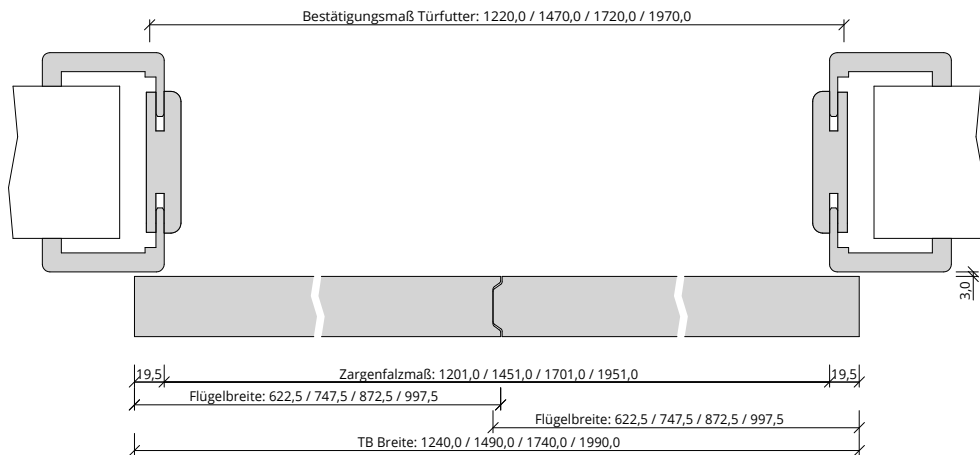 Bestätigungsmaß Türfutter: 1220,0 / 1470,0 / 1720,0 / 1970,0
3,0
19,5
Zargenfalzmaß: 1201,0 / 1451,0 / 1701,0 / 1951,0
19,5
Flügelbreite: 622,5 / 747,5 / 872,5 / 997,5
Flügelbreite: 622,5 / 747,5 / 872,5 / 997,5
TB Breite: 1240,0 / 1490,0 / 1740,0 / 1990,0